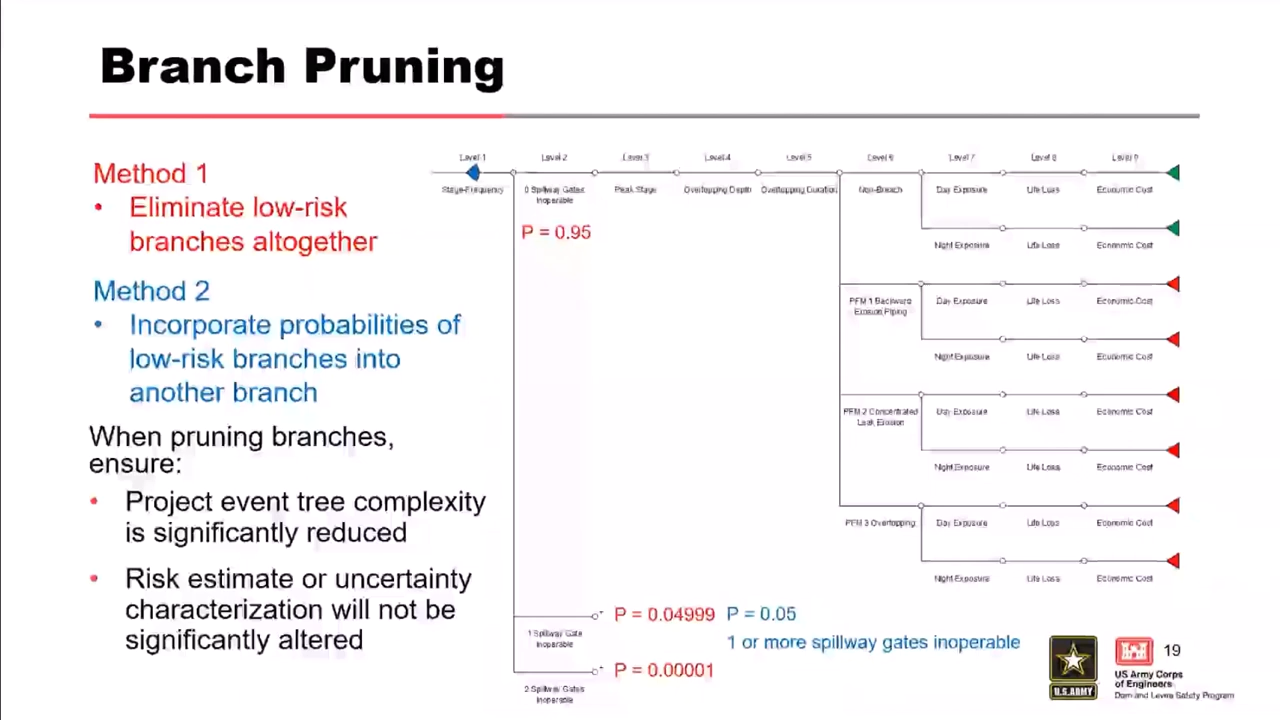 Branch Pruning
Method 1
• Eliminate low-risk
branches altogether
Method 2
• Incorporate probabilities of
low-risk branches into
another branch
When pruning branches,
ensure:
• Project event tree complexity
is significantly reduced
• Risk estimate or uncertainty
characterization will not be
significantly altered
Level 1 Level 2 Level 3 Level 4 Level 5 Level 6 Level 7 Level 8 Level 9
Stage-Frequency 0 Spillway Gates Peak Stage Overtopping Depth Overtopping Duration Non-Breach Day Exposure Life Loss Economic Cost
Inoperable
P = 0.95
Night Exposure Life Loss Economic Cost
PFM 1 Backward Day Exposure Life Loss Economic Cost
Erosion Piping
Night Exposure Life Loss Economic Cost
PFM 2 Concentrated Day Exposure Life Loss Economic Cost
Leak Erosion
Night Exposure Life Loss Economic Cost
PFM 3 Overtopping Day Exposure Life Loss Economic Cost
Night Exposure Life Loss Economic Cost
P = 0.04999 P = 0.05
1 Spillway Gate
Inoperable
1 or more spillway gates inoperable
P = 0.00001
2 Spillway Gates
Inoperable
U.S. ARMY
19
US Army Corps
of Engineers
Dam and Levee Safety Program